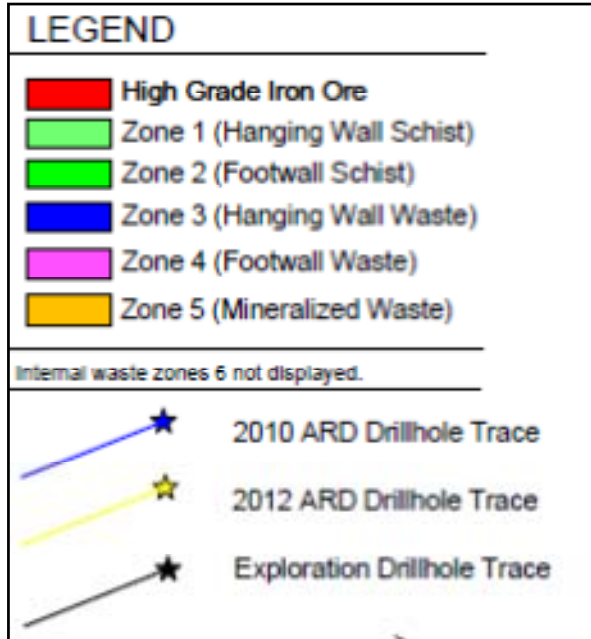 LEGEND
High Grade Iron Ore
Zone 1 (Hanging Wall Schist)
Zone 2 (Footwall Schist)
Zone 3 (Hanging Wall Waste)
Zone 4 (Footwall Waste)
Zone 5 (Mineralized Waste)
Internal waste zones 6 not displayed.
2010 ARD Drillhole Trace
2012 ARD Drillhole Trace
Exploration Drillhole Trace